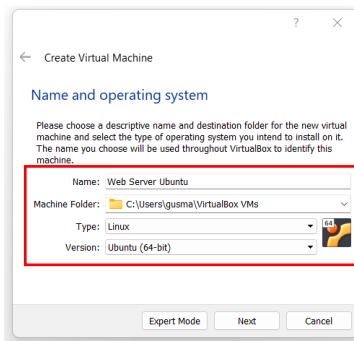 ?
Create Virtual Machine
Name and operating system
Please choose a descriptive name and destination folder for the new virtual
machine and select the type of operating system you intend to install on it.
The name you choose will be used throughout VirtualBox to identify this
machine.
Name: Web Server Ubuntu
Machine Folder: C:\Users\gusma\VirtualBox VMs
Type: Linux
64
Version: Ubuntu (64-bit)
Expert Mode Next Cancel